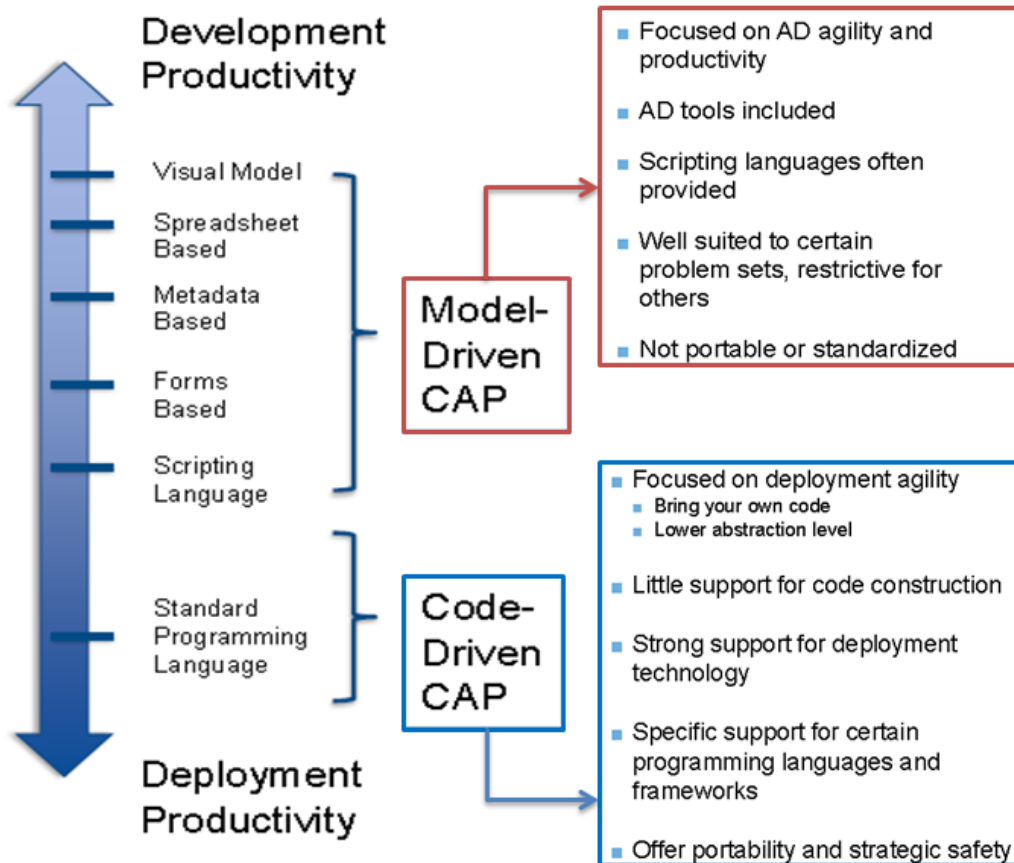 Development
Productivity
Visual Model
Spreadsheet
Based
Metadata
Based
Forms
Based
Scripting
Language
Standard
Programming
Language
Deployment
Productivity
Model-
Driven
CAP
Code-
Driven
CAP
Focused on AD agility and
productivity
AD tools included
Scripting languages often
provided
Well suited to certain
problem sets, restrictive for
others
Not portable or standardized
Focused on deployment agility
Bring your own code
Lower abstraction level
Little support for code construction
Strong support for deployment
technology
Specific support for certain
programming languages and
frameworks
Offer portability and strategic safety